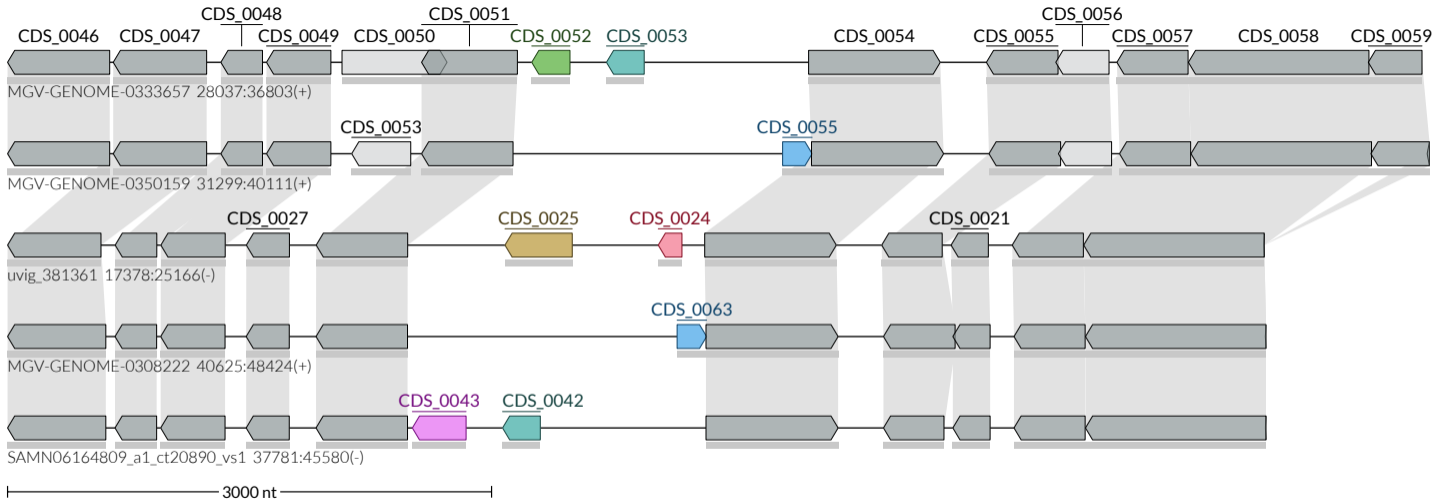 CDS_0048 CDS_0051 CDS_0056
CDS_0046 CDS_0047 CDS_0049 CDS_0050 CDS_0052 CDS_0053 CDS_0054 CDS_0055 CDS_0057 CDS_0058 CDS_0059
MGV-GENOME-0333657 28037:36803(+)
CDS_0053 CDS_0055
MGV-GENOME-0350159 31299:40111(+)
CDS_0027 CDS_0025 CDS_0024 CDS_0021
uvig_381361 17378:25166(-)
CDS_0063
MGV-GENOME-0308222 40625:48424(+)
CDS_0043 CDS_0042
SAMN06164809_a1_ct20890_vs1 37781:45580(-)
3000 nt